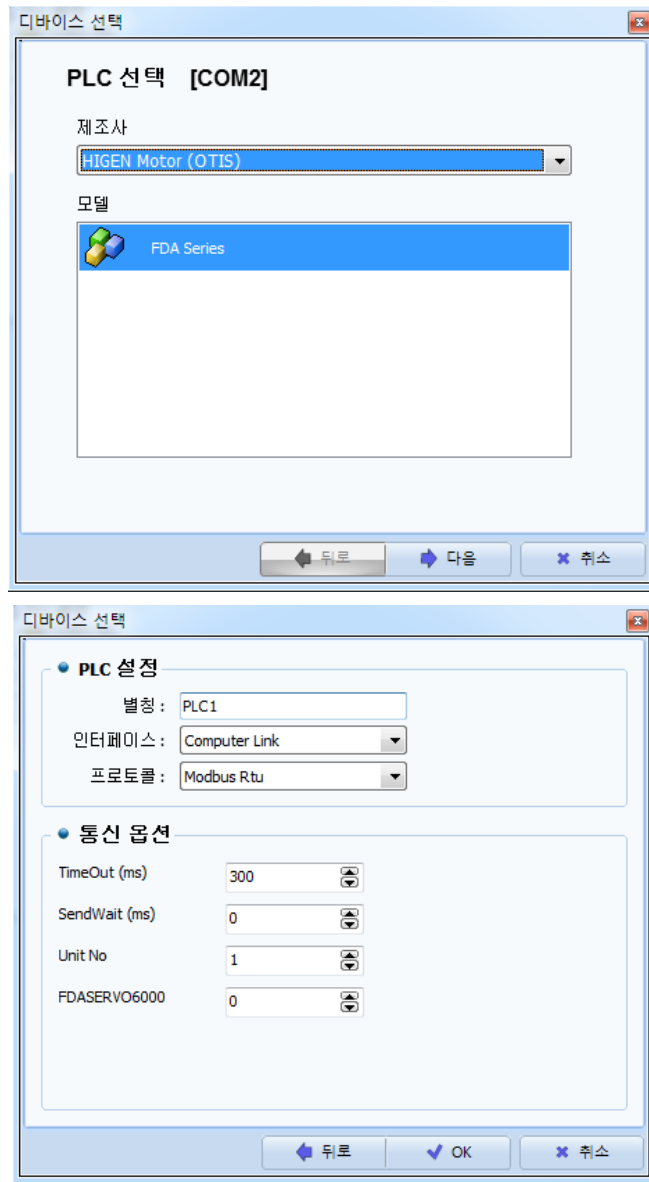 디바이스 선택
PLC 선택 [COM2]
제조사
HIGEN Motor (OTIS)
모델
FDA Series
뒤로 다음 취소
디바이스 선택
PLC 설정
별칭 : PLC1
인터페이스 : Computer Link
프로토콜 : Modbus Rtu
통신 옵션
TimeOut (ms) 300
SendWait (ms) 0
Unit No 1
FDASERVO6000 0
뒤로 OK 취소